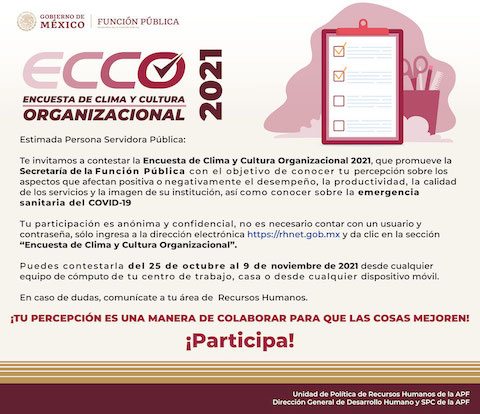 GOBIERNO DE
MÉXICO
FUNCIÓN PÚBLICA
ECCO
2021
ENCUESTA DE CLIMA Y CULTURA
ORGANIZACIONAL
Estimada Persona Servidora Pública:
Te invitamos a contestar la Encuesta de Clima y Cultura Organizacional 2021, que promueve la
Secretaría de la Función Pública con el objetivo de conocer tu percepción sobre los
aspectos que afectan positiva o negativamente el desempeño, la productividad, la calidad
de los servicios y la imagen de su institución, así como conocer sobre la emergencia
sanitaria del COVID-19
Tu participación es anónima y confidencial, no es necesario contar con un usuario y
contraseña, sólo ingresa a la dirección electrónica https://rhnet.gob.mx y da clic en la sección
“Encuesta de Clima y Cultura Organizacional”.
Puedes contestarla del 25 de octubre al 9 de noviembre de 2021 desde cualquier
equipo de cómputo de tu centro de trabajo, casa o desde cualquier dispositivo móvil.
En caso de dudas, comunícate a tu área de Recursos Humanos.
¡TU PERCEPCIÓN ES UNA MANERA DE COLABORAR PARA QUE LAS COSAS MEJOREN!
¡Participa!
Unidad de Política de Recursos Humanos de la APF
Dirección General de Desarrollo Humano y SPC de la APF